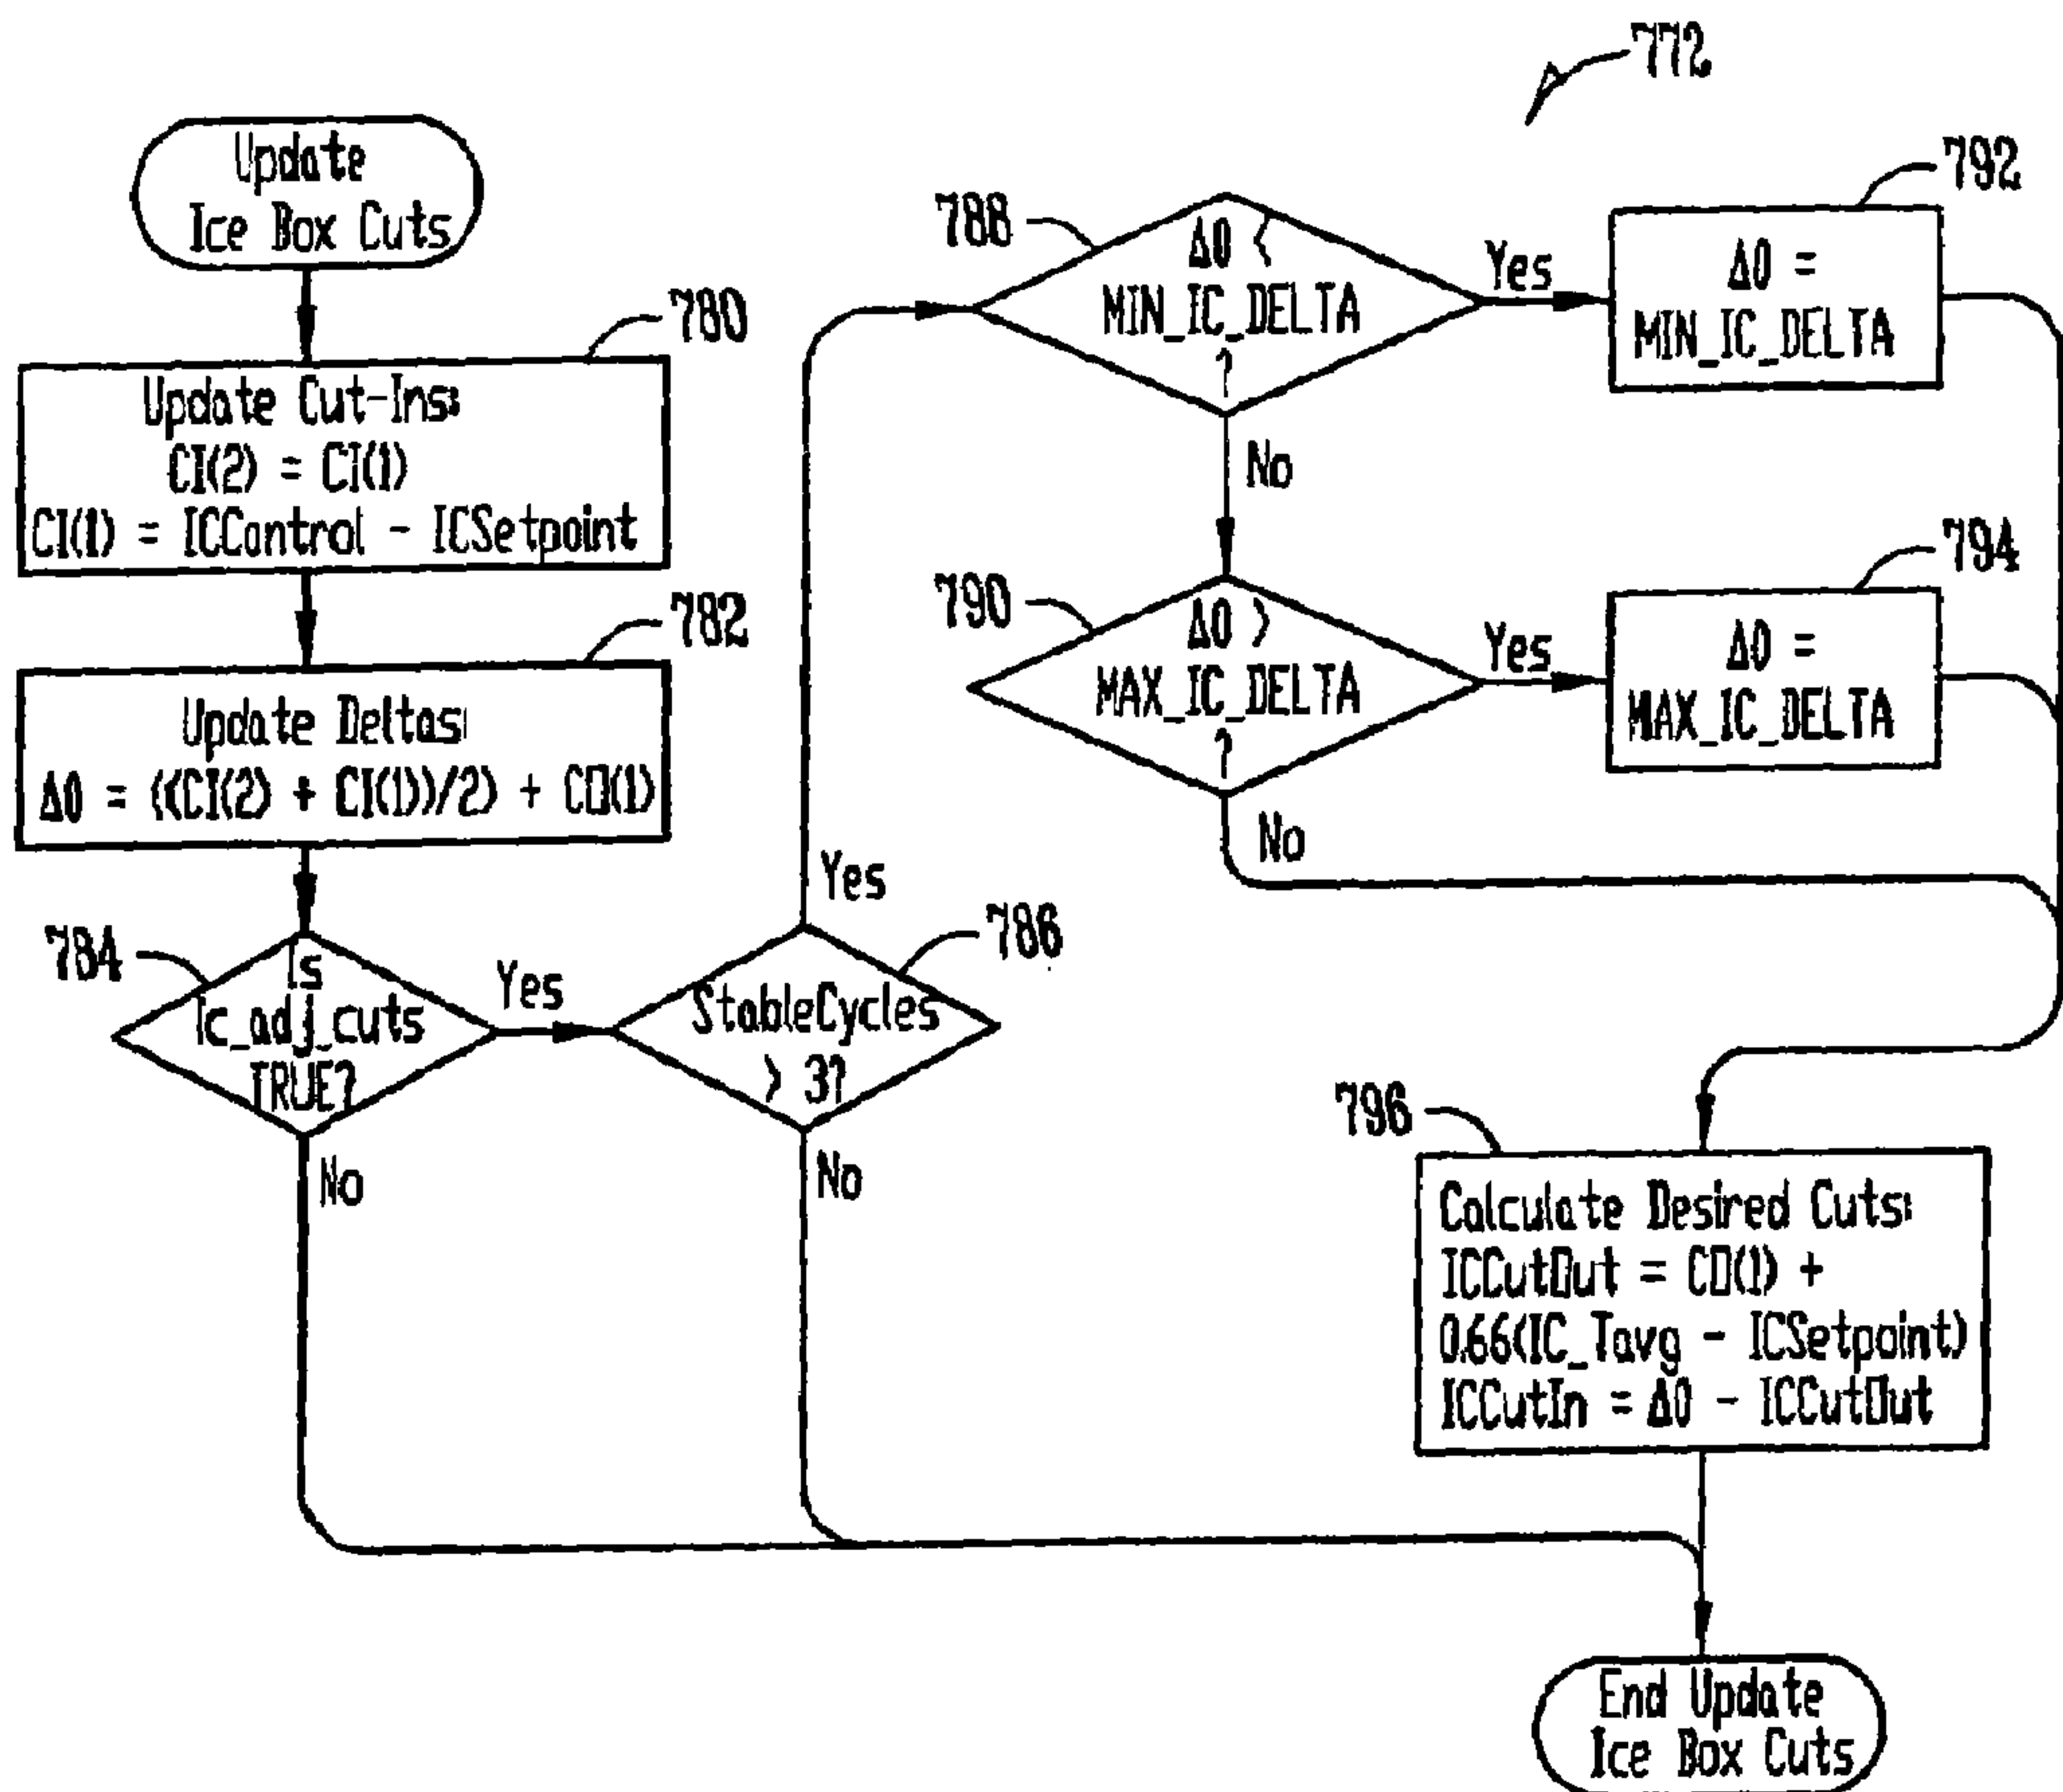 772
Update
Ice Box Cuts
780
Update Cut-Ins:
CI(2) = CI(1)
CI(1) = ICControl - ICSetpoint
782
Update Deltas:
Δ0 = ((CI(2) + CI(1))/2) + CO(1)
784
Is
Ic_adj_cuts
TRUE?
Yes
No
786
StableCycles
> 3?
Yes
No
788
Δ0 <
MIN_IC_DELTA
?
Yes
No
792
Δ0 =
MIN_IC_DELTA
790
Δ0 >
MAX_IC_DELTA
?
Yes
No
794
Δ0 =
MAX_IC_DELTA
796
Calculate Desired Cuts:
ICCutOut = CO(1) +
0.66(IC_Tavg - ICSetpoint)
ICCutIn = Δ0 - ICCutOut
End Update
Ice Box Cuts